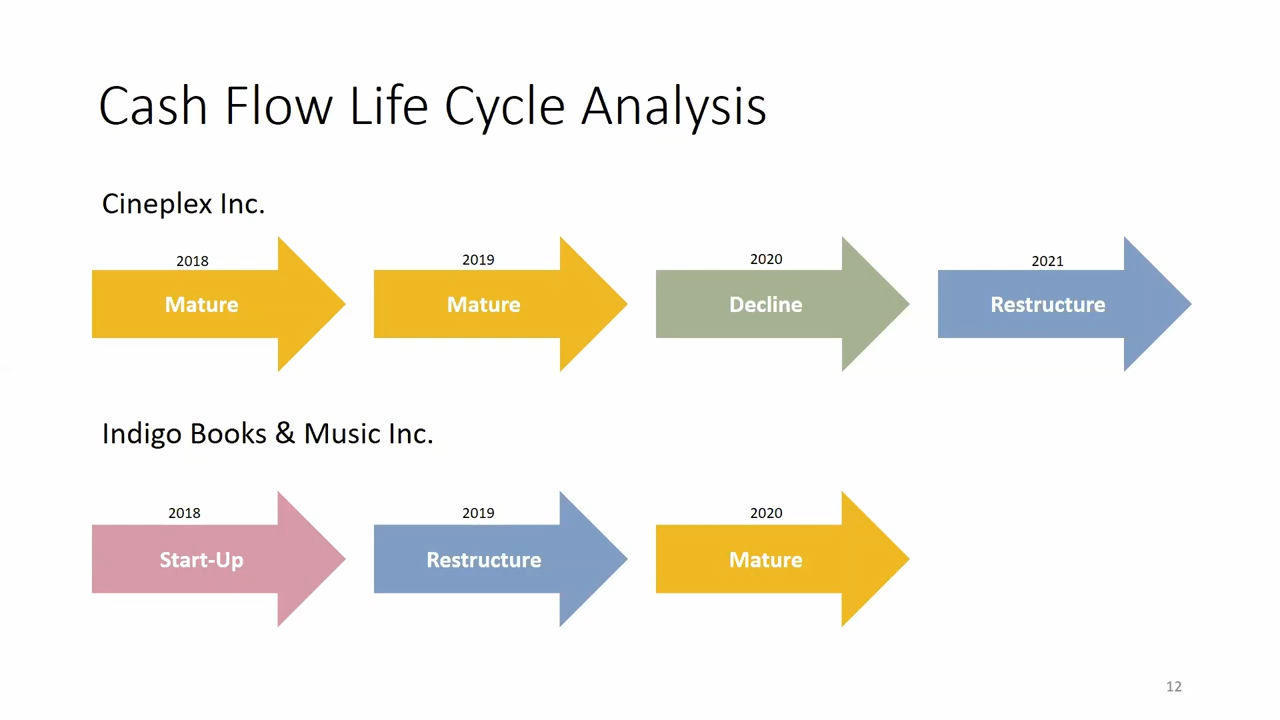 Cash Flow Life Cycle Analysis
Cineplex Inc.
2018 2019 2020 2021
Mature Mature Decline Restructure
Indigo Books & Music Inc.
2018 2019 2020
Start-Up Restructure Mature
12